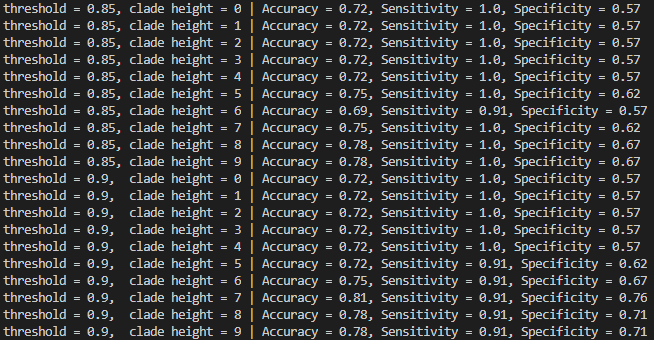 threshold = 0.85, clade height = 0 | Accuracy = 0.72, Sensitivity = 1.0, Specificity = 0.57
threshold = 0.85, clade height = 1 | Accuracy = 0.72, Sensitivity = 1.0, Specificity = 0.57
threshold = 0.85, clade height = 2 | Accuracy = 0.72, Sensitivity = 1.0, Specificity = 0.57
threshold = 0.85, clade height = 3 | Accuracy = 0.72, Sensitivity = 1.0, Specificity = 0.57
threshold = 0.85, clade height = 4 | Accuracy = 0.72, Sensitivity = 1.0, Specificity = 0.57
threshold = 0.85, clade height = 5 | Accuracy = 0.75, Sensitivity = 1.0, Specificity = 0.62
threshold = 0.85, clade height = 6 | Accuracy = 0.69, Sensitivity = 0.91, Specificity = 0.57
threshold = 0.85, clade height = 7 | Accuracy = 0.75, Sensitivity = 1.0, Specificity = 0.62
threshold = 0.85, clade height = 8 | Accuracy = 0.78, Sensitivity = 1.0, Specificity = 0.67
threshold = 0.85, clade height = 9 | Accuracy = 0.78, Sensitivity = 1.0, Specificity = 0.67
threshold = 0.9,  clade height = 0 | Accuracy = 0.72, Sensitivity = 1.0, Specificity = 0.57
threshold = 0.9,  clade height = 1 | Accuracy = 0.72, Sensitivity = 1.0, Specificity = 0.57
threshold = 0.9,  clade height = 2 | Accuracy = 0.72, Sensitivity = 1.0, Specificity = 0.57
threshold = 0.9,  clade height = 3 | Accuracy = 0.72, Sensitivity = 1.0, Specificity = 0.57
threshold = 0.9,  clade height = 4 | Accuracy = 0.72, Sensitivity = 1.0, Specificity = 0.57
threshold = 0.9,  clade height = 5 | Accuracy = 0.72, Sensitivity = 0.91, Specificity = 0.62
threshold = 0.9,  clade height = 6 | Accuracy = 0.75, Sensitivity = 0.91, Specificity = 0.67
threshold = 0.9,  clade height = 7 | Accuracy = 0.81, Sensitivity = 0.91, Specificity = 0.76
threshold = 0.9,  clade height = 8 | Accuracy = 0.78, Sensitivity = 0.91, Specificity = 0.71
threshold = 0.9,  clade height = 9 | Accuracy = 0.78, Sensitivity = 0.91, Specificity = 0.71